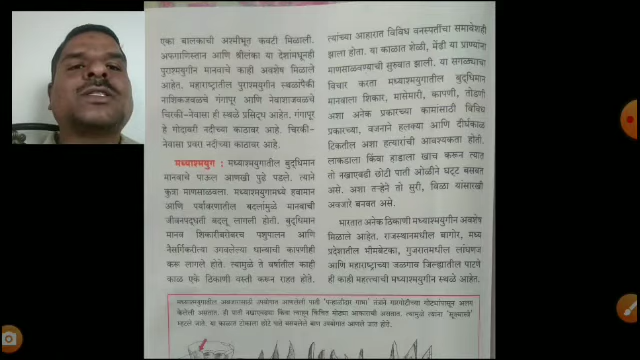 एका बालकाची अश्मीभूत कवटी मिळाली.
अफगाणिस्तान आणि श्रीलंका या देशांमधूनही
पुराश्मयुगीन मानवाचे काही अवशेष मिळाले
आहेत. महाराष्ट्रातील पुराश्मयुगीन स्थळांपैकी
नाशिकजवळचे गंगापूर आणि नेवाशाजवळचे
चिरकी-नेवासा ही स्थळे प्रसिद्ध आहेत. गंगापूर
हे गोदावरी नदीच्या काठावर आहे. चिरकी-
नेवासा प्रवरा नदीच्या काठावर आहे.
मध्याश्मयुग : मध्याश्मयुगातील बुद्धिमान
मानवाचे पाऊल आणखी पुढे पडले. त्याने
कुत्रा माणसाळवला. मध्याश्मयुगामध्ये हवामान
आणि पर्यावरणातील बदलांमुळे मानवाची
जीवनपद्धती बदलू लागली होती. बुद्धिमान
मानव शिकारीबरोबरच पशुपालन आणि
नैसर्गिकरीत्या उगवलेल्या धान्याची कापणीही
करू लागले होते. त्यामुळे ते वर्षातील काही
काळ एके ठिकाणी वस्ती करून राहत होते.
त्यांच्या आहारात विविध वनस्पतींचा समावेशही
झाला होता. या काळात शेळी, मेंढी या प्राण्यांना
माणसाळवण्याची सुरुवात झाली. या सगळ्याचा
विचार करता मध्याश्मयुगातील बुद्धिमान
मानवाला शिकार, मासेमारी, कापणी, तोडणी
अशा अनेक प्रकारच्या कामांसाठी विविध
प्रकारच्या, वजनाने हलक्या आणि दीर्घकाळ
टिकतील अशा हत्यारांची आवश्यकता होती.
लाकडाला किंवा हाडाला खाच करून त्यात
तो नखाएवढी छोटी पाती ओळीने घट्ट बसवत
असे. अशा तऱ्हेने तो सुरी, विळा यांसारखी
अवजारे बनवत असे.
भारतात अनेक ठिकाणी मध्याश्मयुगीन अवशेष
मिळाले आहेत. राजस्थानमधील बागोर, मध्य
प्रदेशातील भीमबेटका, गुजरातमधील लांघणज
आणि महाराष्ट्राच्या जळगाव जिल्ह्यातील पाटणे
ही काही महत्त्वाची मध्याश्मयुगीन स्थळे आहेत.